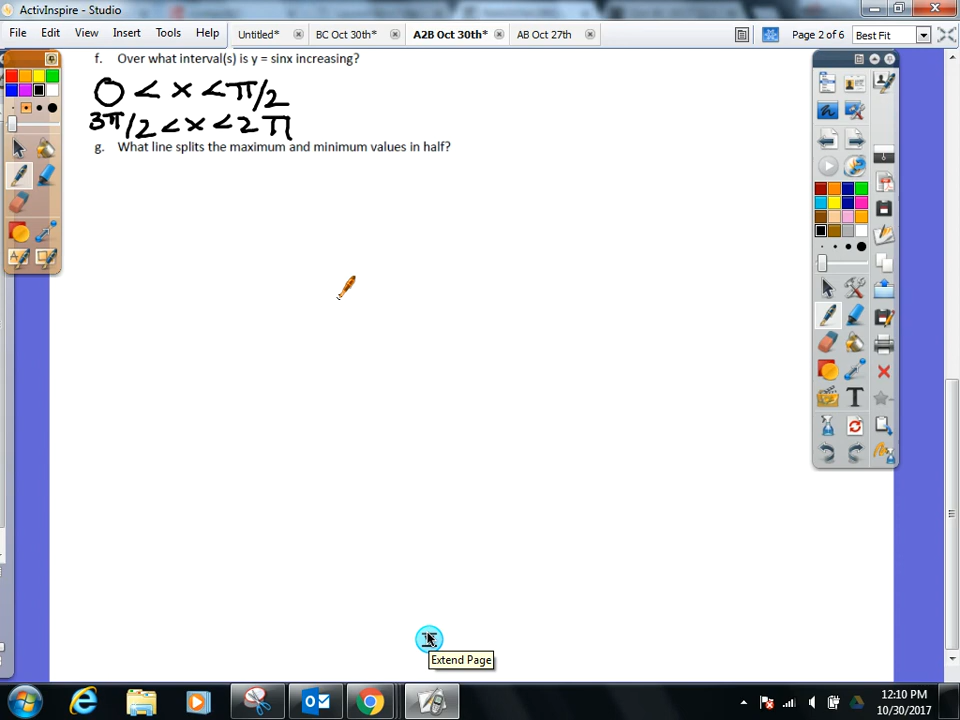 ActivInspire - Studio
File Edit View Insert Tools Help
Untitled* BC Oct 30th* A2B Oct 30th* AB Oct 27th
Page 2 of 6 Best Fit
f. Over what interval(s) is y = sinx increasing?
0 < x < π/2
3π/2 < x < 2π
g. What line splits the maximum and minimum values in half?
Extend Page
12:10 PM
10/30/2017